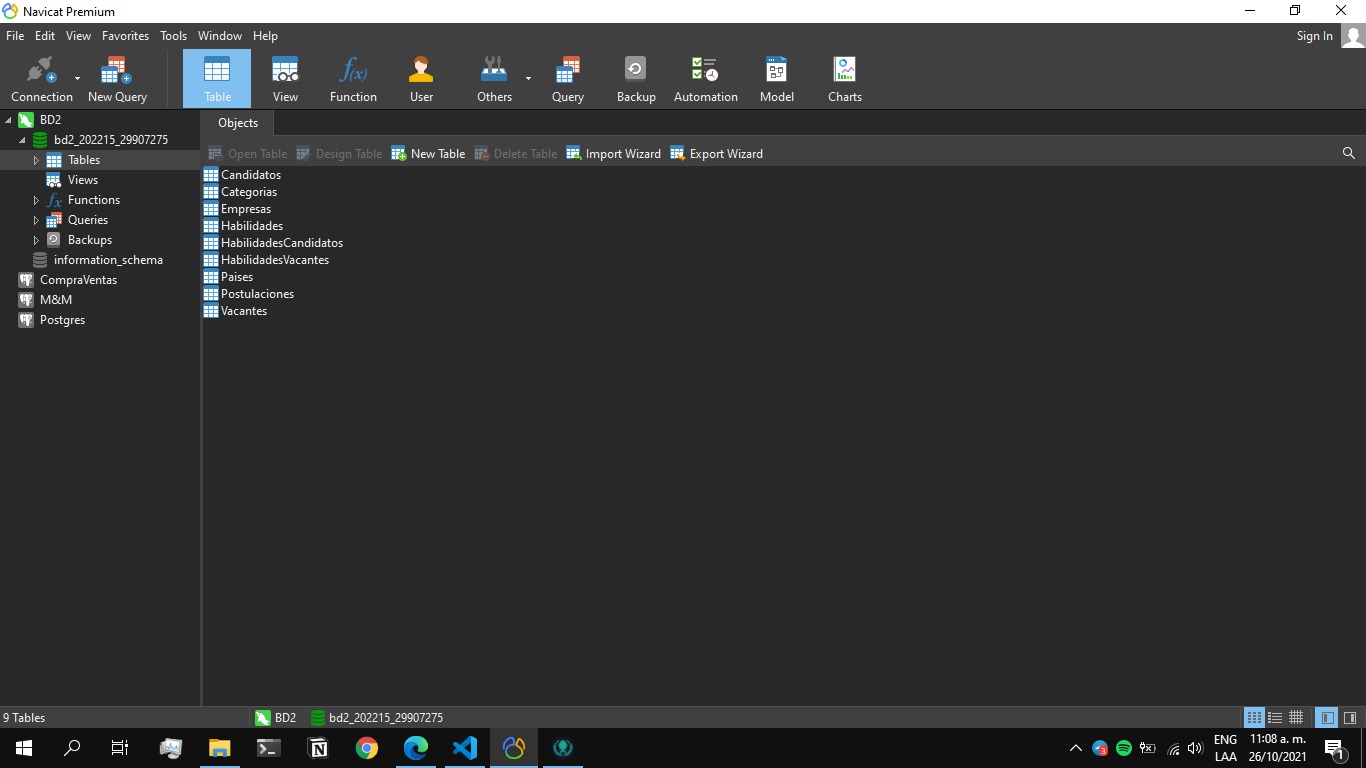 Navicat Premium
File Edit View Favorites Tools Window Help Sign In
Connection New Query Table View Function User Others Query Backup Automation Model Charts
BD2
bd2_202215_29907275
Tables
Views
Functions
Queries
Backups
information_schema
CompraVentas
M&M
Postgres
Objects
Open Table Design Table New Table Delete Table Import Wizard Export Wizard
Candidatos
Categorias
Empresas
Habilidades
HabilidadesCandidatos
HabilidadesVacantes
Paises
Postulaciones
Vacantes
9 Tables BD2 bd2_202215_29907275
ENG 11:08 a. m.
LAA 26/10/2021
1